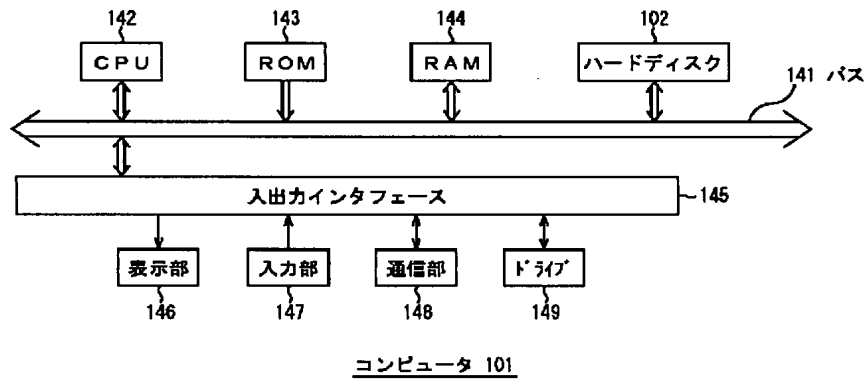 142 143 144 102
CPU ROM RAM ハードディスク
141 バス
入出力インタフェース 145
表示部 入力部 通信部 ドライブ
146 147 148 149
コンピュータ 101